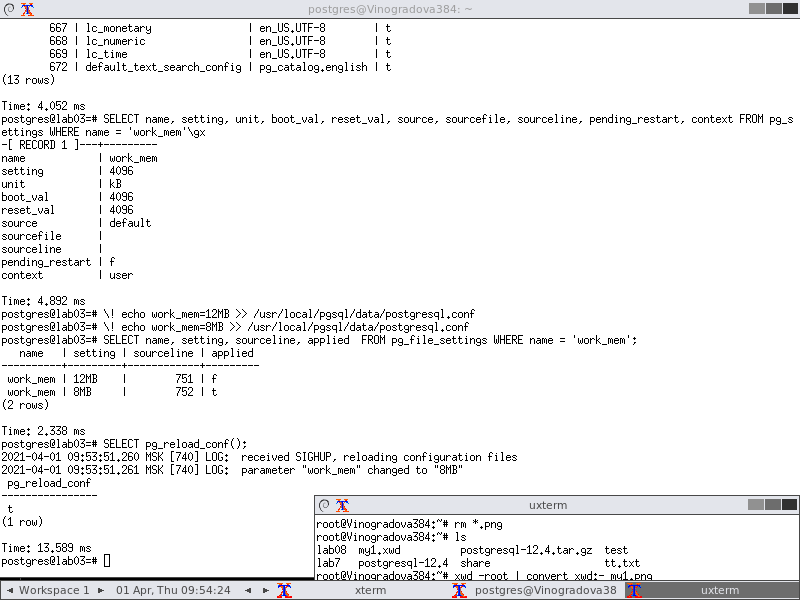 postgres@Vinogradova384: ~
667 | lc_monetary | en_US.UTF-8 | t
668 | lc_numeric | en_US.UTF-8 | t
669 | lc_time | en_US.UTF-8 | t
672 | default_text_search_config | pg_catalog.english | t
(13 rows)
Time: 4.052 ms
postgres@lab03=# SELECT name, setting, unit, boot_val, reset_val, source, sourcefile, sourceline, pending_restart, context FROM pg_s
ettings WHERE name = 'work_mem'\gx
-[ RECORD 1 ]---+---------
name | work_mem
setting | 4096
unit | kB
boot_val | 4096
reset_val | 4096
source | default
sourcefile |
sourceline |
pending_restart | f
context | user
Time: 4.892 ms
postgres@lab03=# \! echo work_mem=12MB >> /usr/local/pgsql/data/postgresql.conf
postgres@lab03=# \! echo work_mem=8MB >> /usr/local/pgsql/data/postgresql.conf
postgres@lab03=# SELECT name, setting, sourceline, applied  FROM pg_file_settings WHERE name = 'work_mem';
name | setting | sourceline | applied
----------+---------+------------+---------
work_mem | 12MB | 751 | f
work_mem | 8MB | 752 | t
(2 rows)
Time: 2.338 ms
postgres@lab03=# SELECT pg_reload_conf();
2021-04-01 09:53:51.260 MSK [740] LOG:  received SIGHUP, reloading configuration files
2021-04-01 09:53:51.261 MSK [740] LOG:  parameter "work_mem" changed to "8MB"
pg_reload_conf
----------------
t
(1 row)
Time: 13.589 ms
postgres@lab03=#
uxterm
root@Vinogradova384:~# rm *.png
root@Vinogradova384:~# ls
lab08 my1.xwd postgresql-12.4.tar.gz test
lab7 postgresql-12.4 share tt.txt
root@Vinogradova384:~# xwd -root | convert xwd:- my1.png
Workspace 1 01 Apr, Thu 09:54:24 xterm postgres@Vinogradova38 uxterm